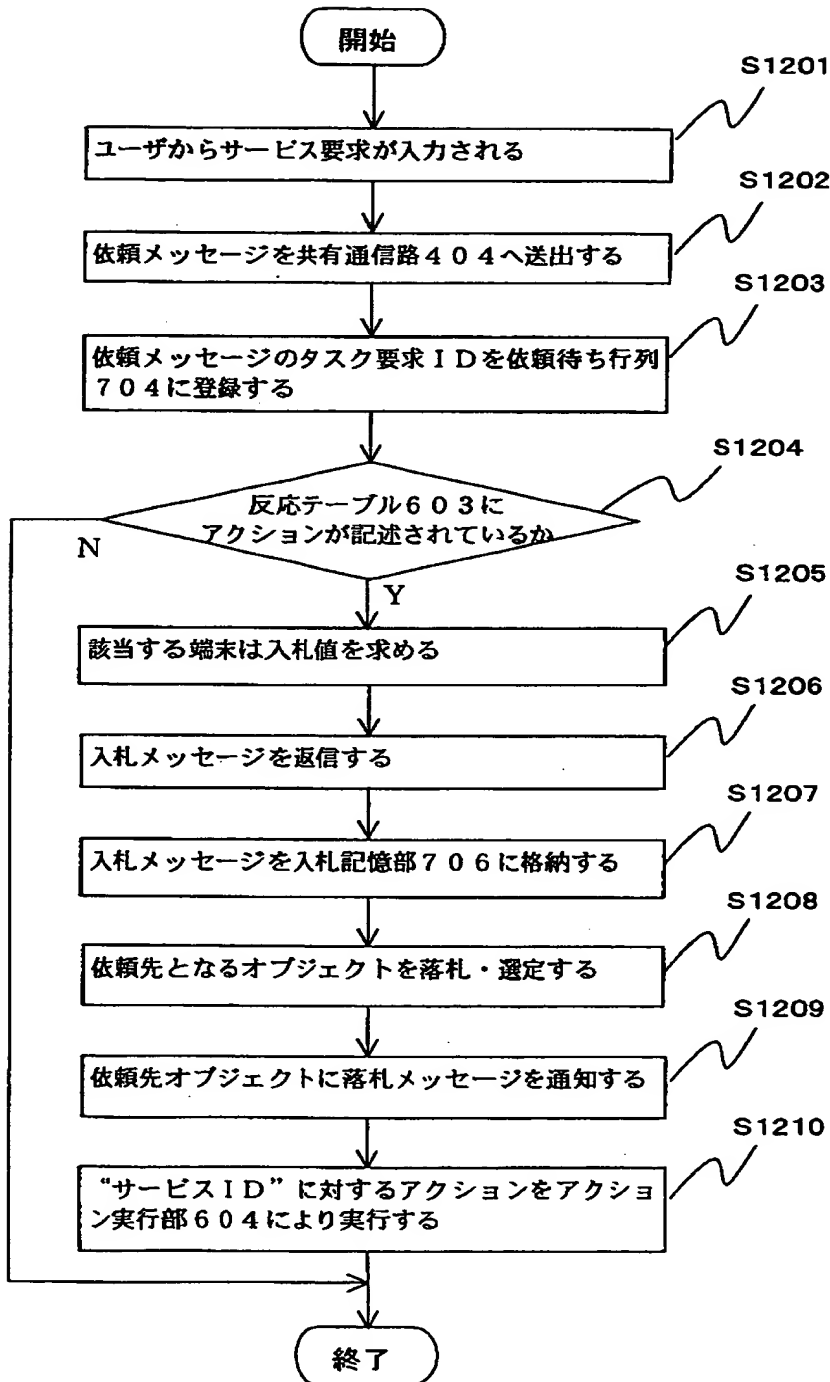 開始
S1201
ユーザからサービス要求が入力される
S1202
依頼メッセージを共有通信路404へ送出する
S1203
依頼メッセージのタスク要求ID を依頼待ち行列
704に登録する
S1204
反応テーブル603に
アクションが記述されているか
N
Y
S1205
該当する端末は入札値を求める
S1206
入札メッセージを返信する
S1207
入札メッセージを入札記憶部706に格納する
S1208
依頼先となるオブジェクトを落札・選定する
S1209
依頼先オブジェクトに落札メッセージを通知する
S1210
“サービスID”に対するアクションをアクショ
ン実行部604により実行する
終了